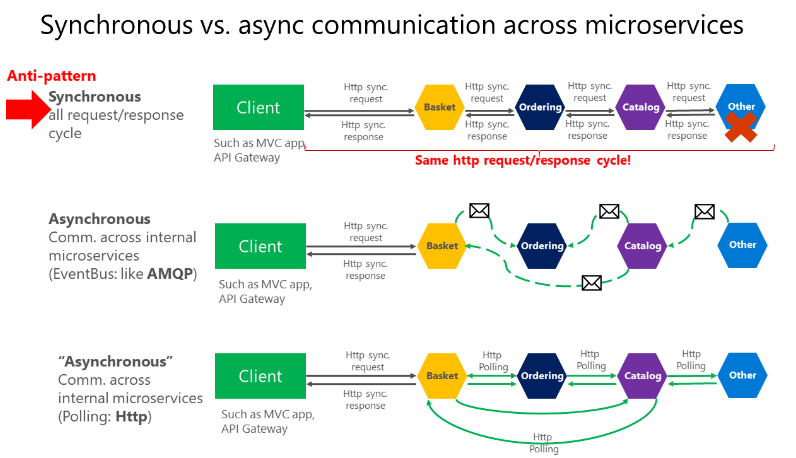 Synchronous vs. async communication across microservices
Anti-pattern
Synchronous
all request/response
cycle
Client
Such as MVC app,
API Gateway
Http sync.
request
Http sync.
response
Basket
Http sync.
request
Http sync.
response
Ordering
Http sync.
request
Http sync.
response
Catalog
Http sync.
request
Http sync.
response
Other
Same http request/response cycle!
Asynchronous
Comm. across internal
microservices
(EventBus: like AMQP)
Client
Such as MVC app,
API Gateway
Http sync.
request
Http sync.
response
Basket
Ordering
Catalog
Other
“Asynchronous”
Comm. across
internal microservices
(Polling: Http)
Client
Such as MVC app,
API Gateway
Http sync.
request
Http sync.
response
Basket
Http
Polling
Ordering
Http
Polling
Catalog
Http
Polling
Other
Http
Polling